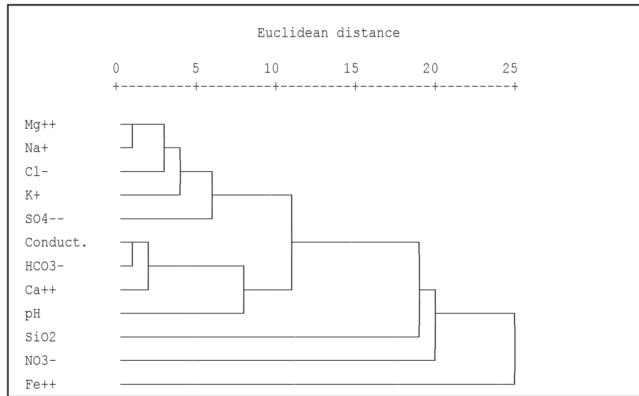 Euclidean distance
0 5 10 15 20 25
Mg++
Na+
Cl-
K+
SO4--
Conduct.
HCO3-
Ca++
pH
SiO2
NO3-
Fe++